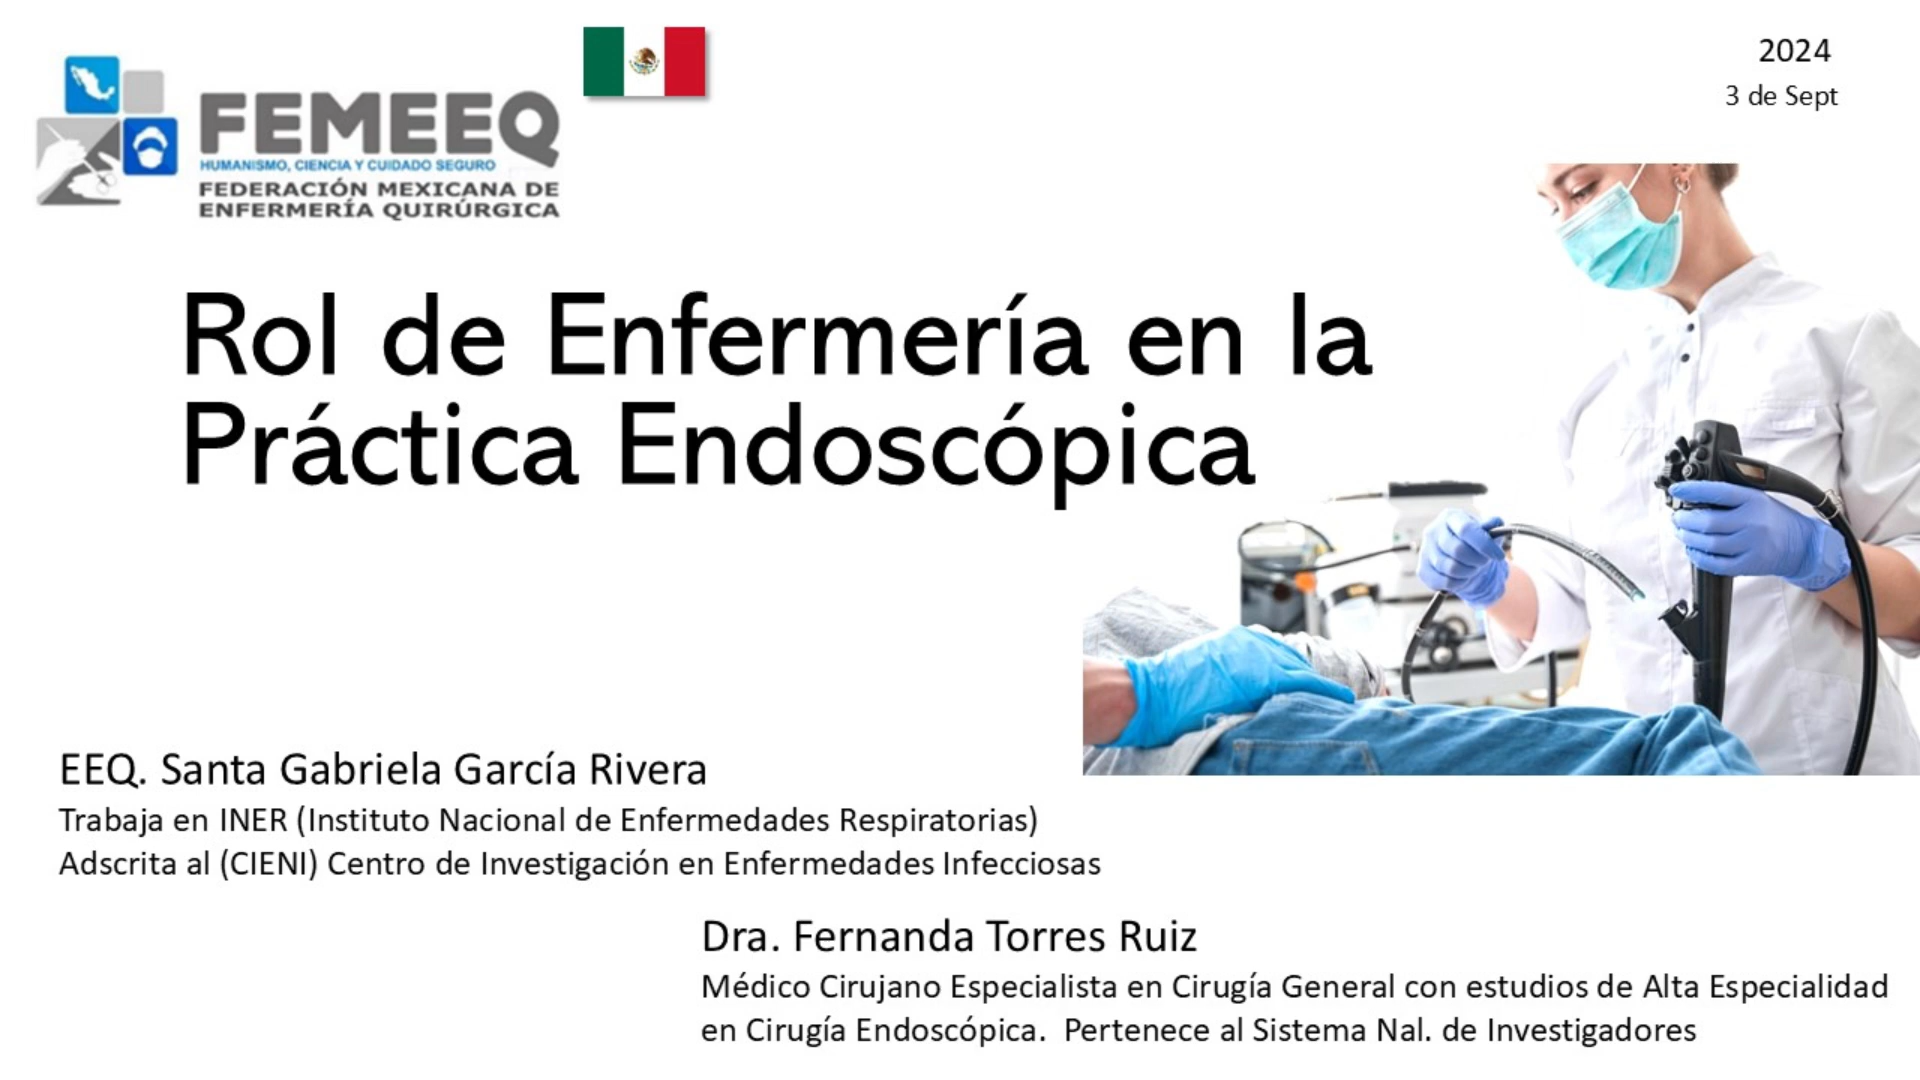 FEMEEQ
HUMANISMO, CIENCIA Y CUIDADO SEGURO
FEDERACIÓN MEXICANA DE
ENFERMERÍA QUIRÚRGICA
2024
3 de Sept
Rol de Enfermería en la
Práctica Endoscópica
EEQ. Santa Gabriela García Rivera
Trabaja en INER (Instituto Nacional de Enfermedades Respiratorias)
Adscrita al (CIENI) Centro de Investigación en Enfermedades Infecciosas
Dra. Fernanda Torres Ruiz
Médico Cirujano Especialista en Cirugía General con estudios de Alta Especialidad
en Cirugía Endoscópica. Pertenece al Sistema Nal. de Investigadores